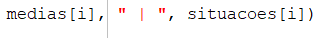 medias[i], " | ", situacoes[i])